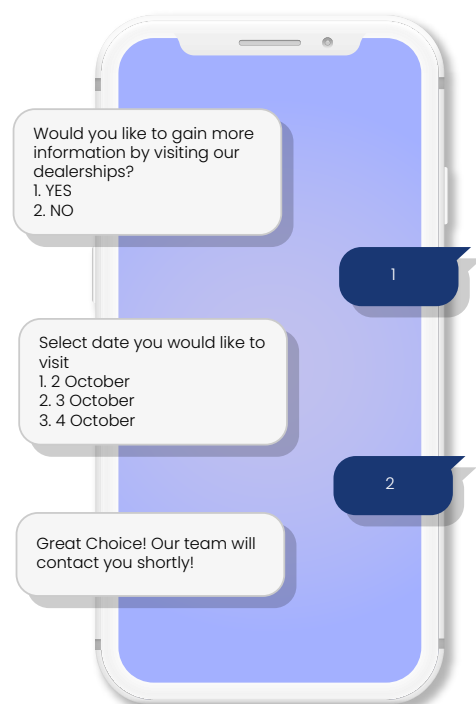 Would you like to gain more
information by visiting our
dealerships?
1. YES
2. NO
1
Select date you would like to
visit
1. 2 October
2. 3 October
3. 4 October
2
Great Choice! Our team will
contact you shortly!